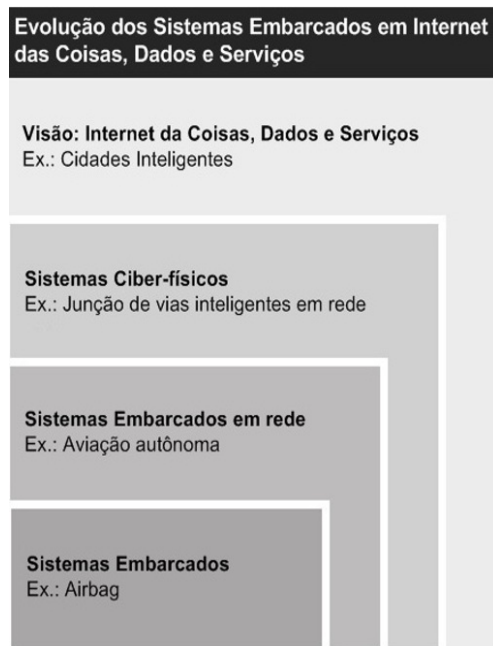 Evolução dos Sistemas Embarcados em Internet
das Coisas, Dados e Serviços
Visão: Internet da Coisas, Dados e Serviços
Ex.: Cidades Inteligentes
Sistemas Ciber-físicos
Ex.: Junção de vias inteligentes em rede
Sistemas Embarcados em rede
Ex.: Aviação autônoma
Sistemas Embarcados
Ex.: Airbag